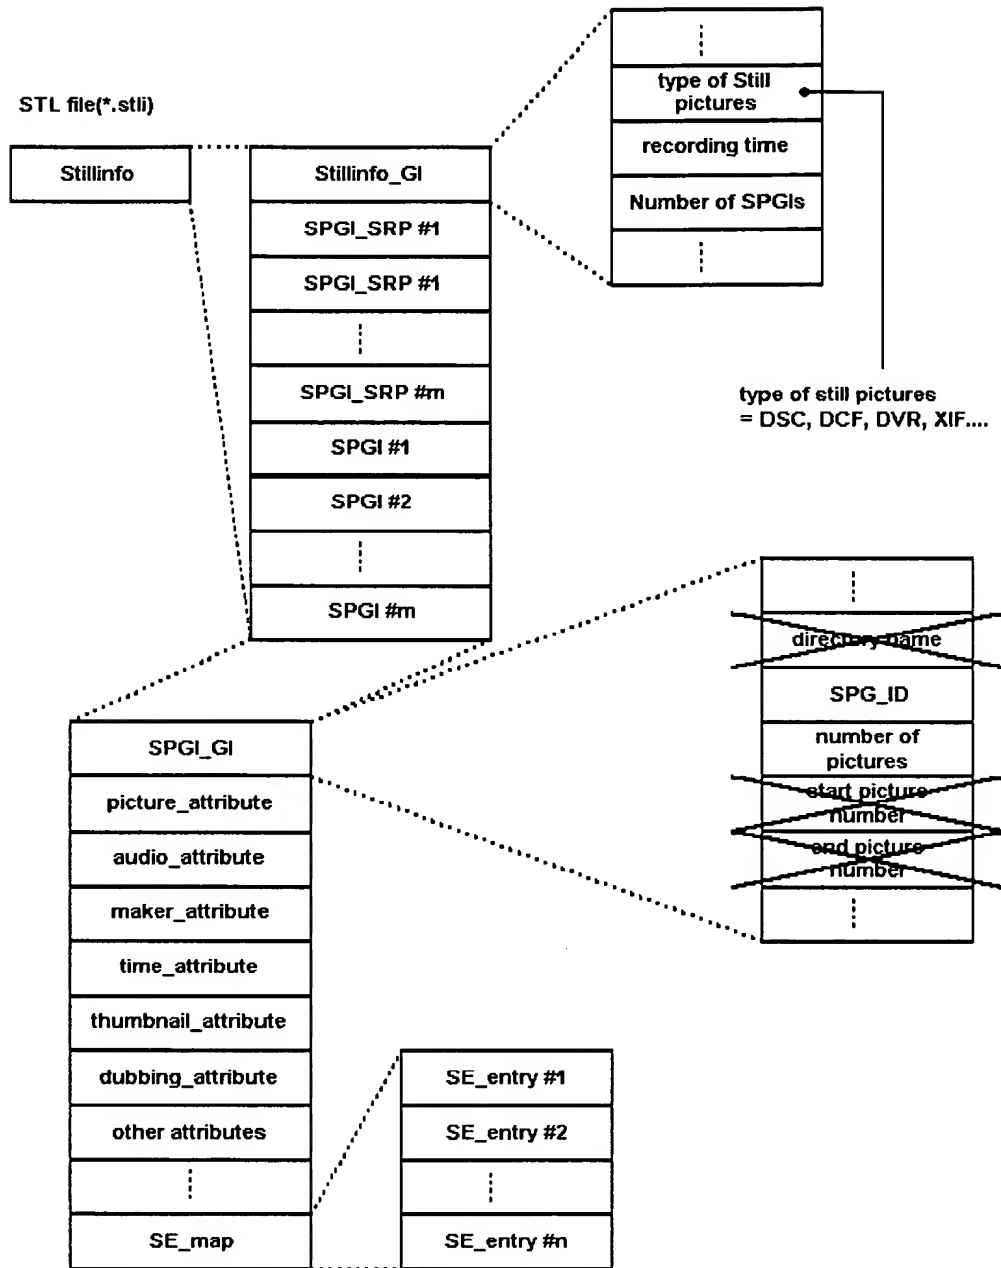 STL file(*.stli)
Stillinfo
Stillinfo_GI
SPGI_SRP #1
SPGI_SRP #1
SPGI_SRP #m
SPGI #1
SPGI #2
SPGI #m
type of Still
pictures
recording time
Number of SPGIs
type of still pictures
= DSC, DCF, DVR, XIF....
directory name
SPG_ID
number of
pictures
start picture
number
end picture
number
SPGI_GI
picture_attribute
audio_attribute
maker_attribute
time_attribute
thumbnail_attribute
dubbing_attribute
other attributes
SE_map
SE_entry #1
SE_entry #2
SE_entry #n